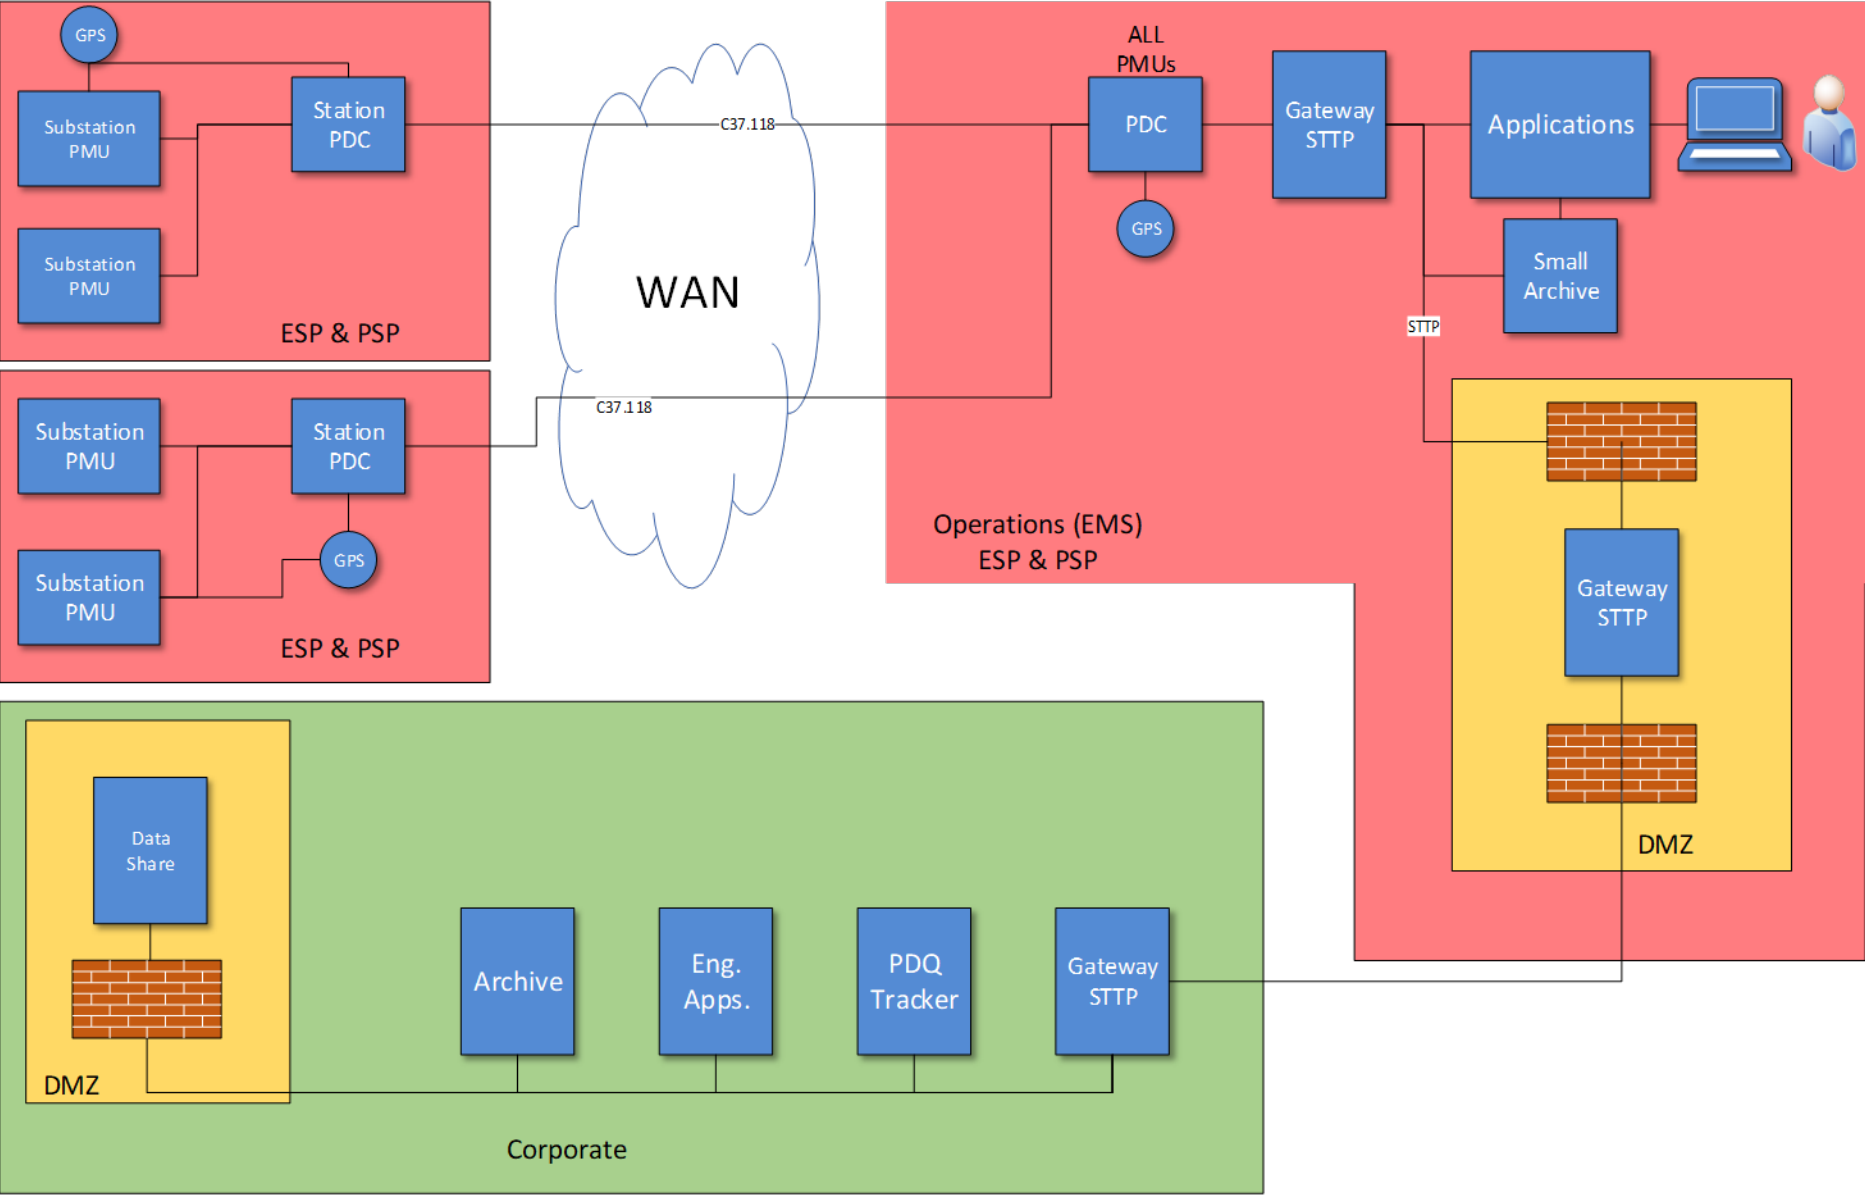 GPS
Substation
PMU
Station
PDC
Substation
PMU
ESP & PSP
Substation
PMU
Station
PDC
GPS
Substation
PMU
ESP & PSP
C37.118
WAN
C37.118
ALL
PMUs
PDC
GPS
Gateway
STTP
Applications
Small
Archive
STTP
Operations (EMS)
ESP & PSP
Gateway
STTP
DMZ
Data
Share
DMZ
Archive
Eng.
Apps.
PDQ
Tracker
Gateway
STTP
Corporate